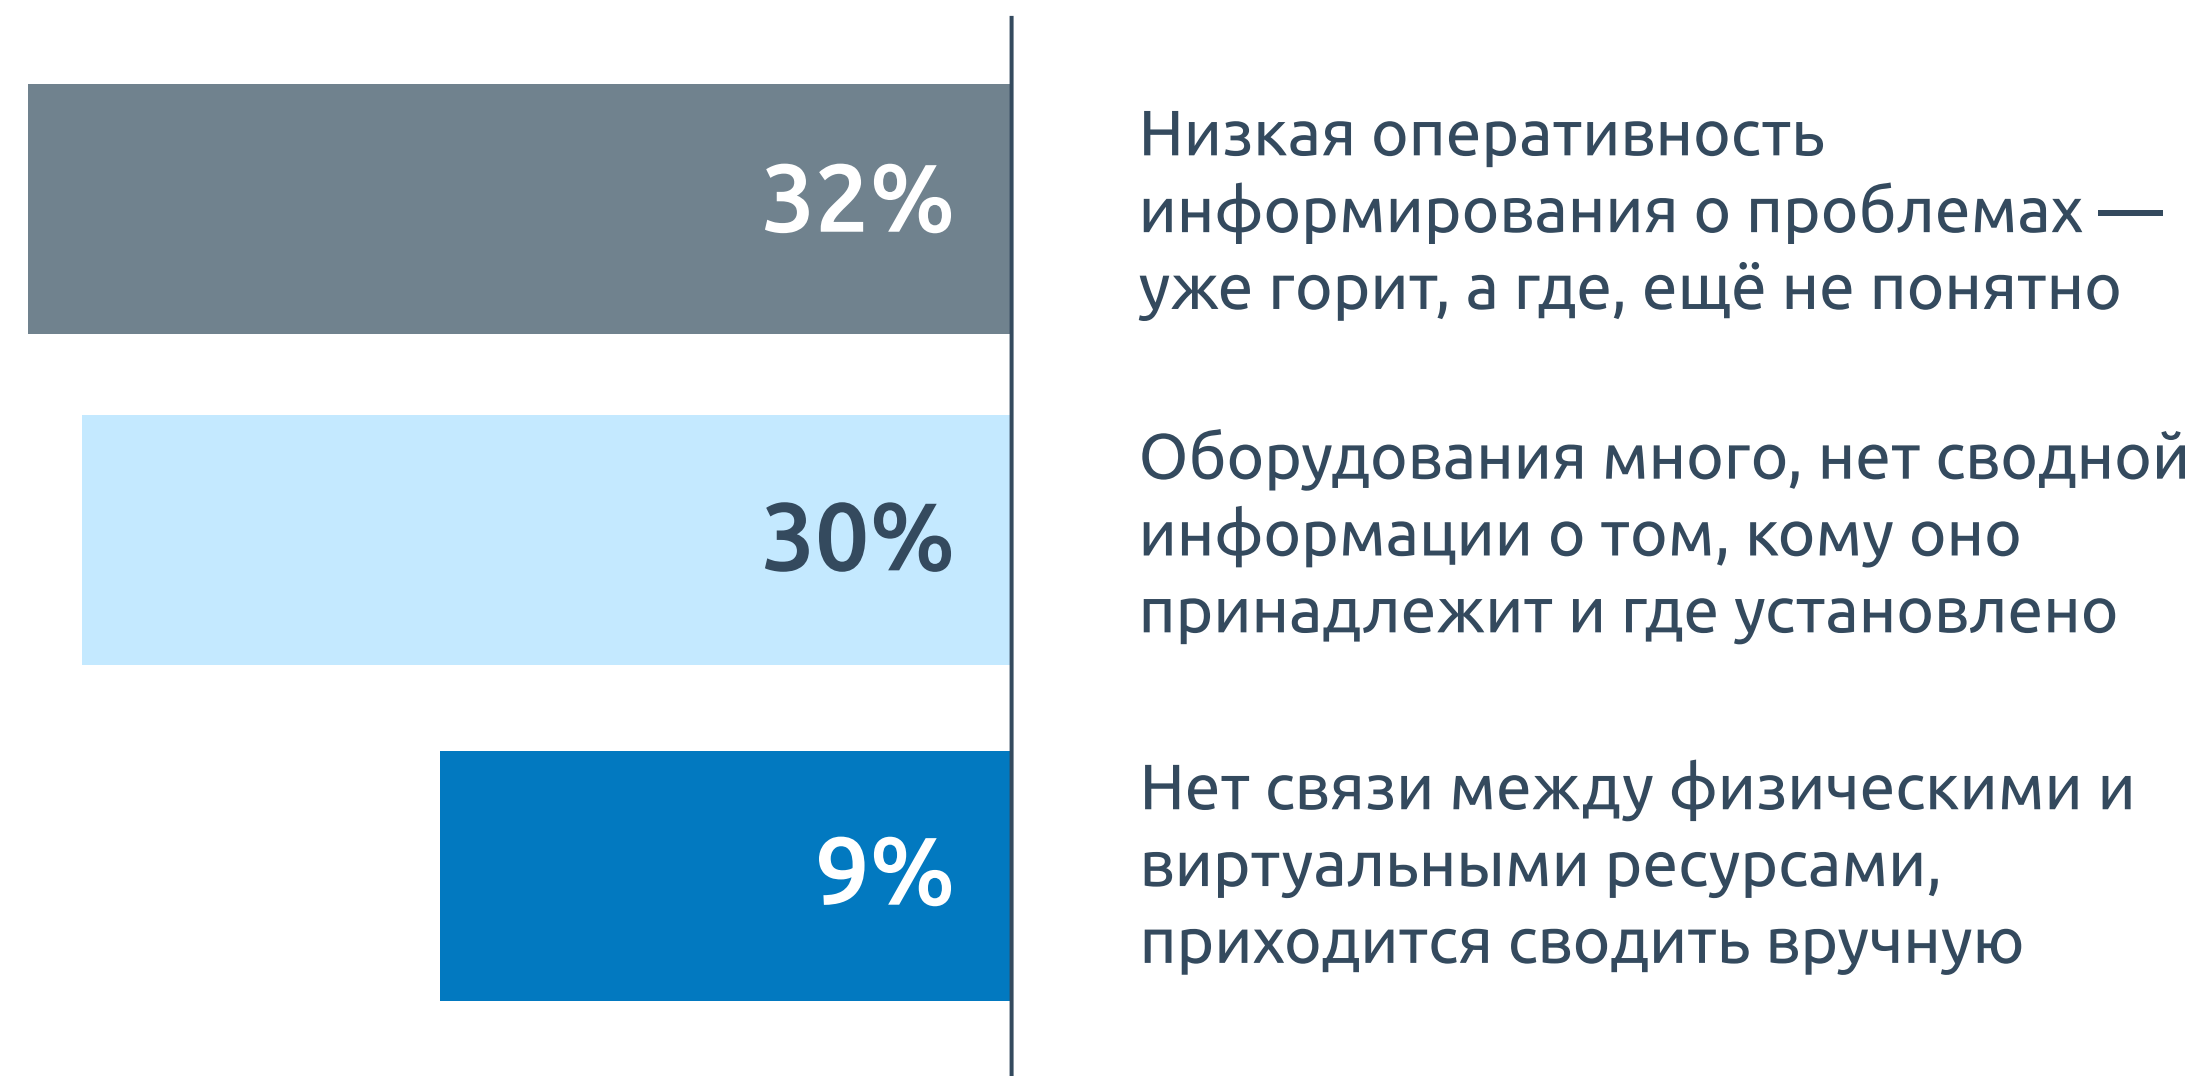 32%
Низкая оперативность
информирования о проблемах —
уже горит, а где, ещё не понятно
30%
Оборудования много, нет сводной
информации о том, кому оно
принадлежит и где установлено
9%
Нет связи между физическими и
виртуальными ресурсами,
приходится сводить вручную